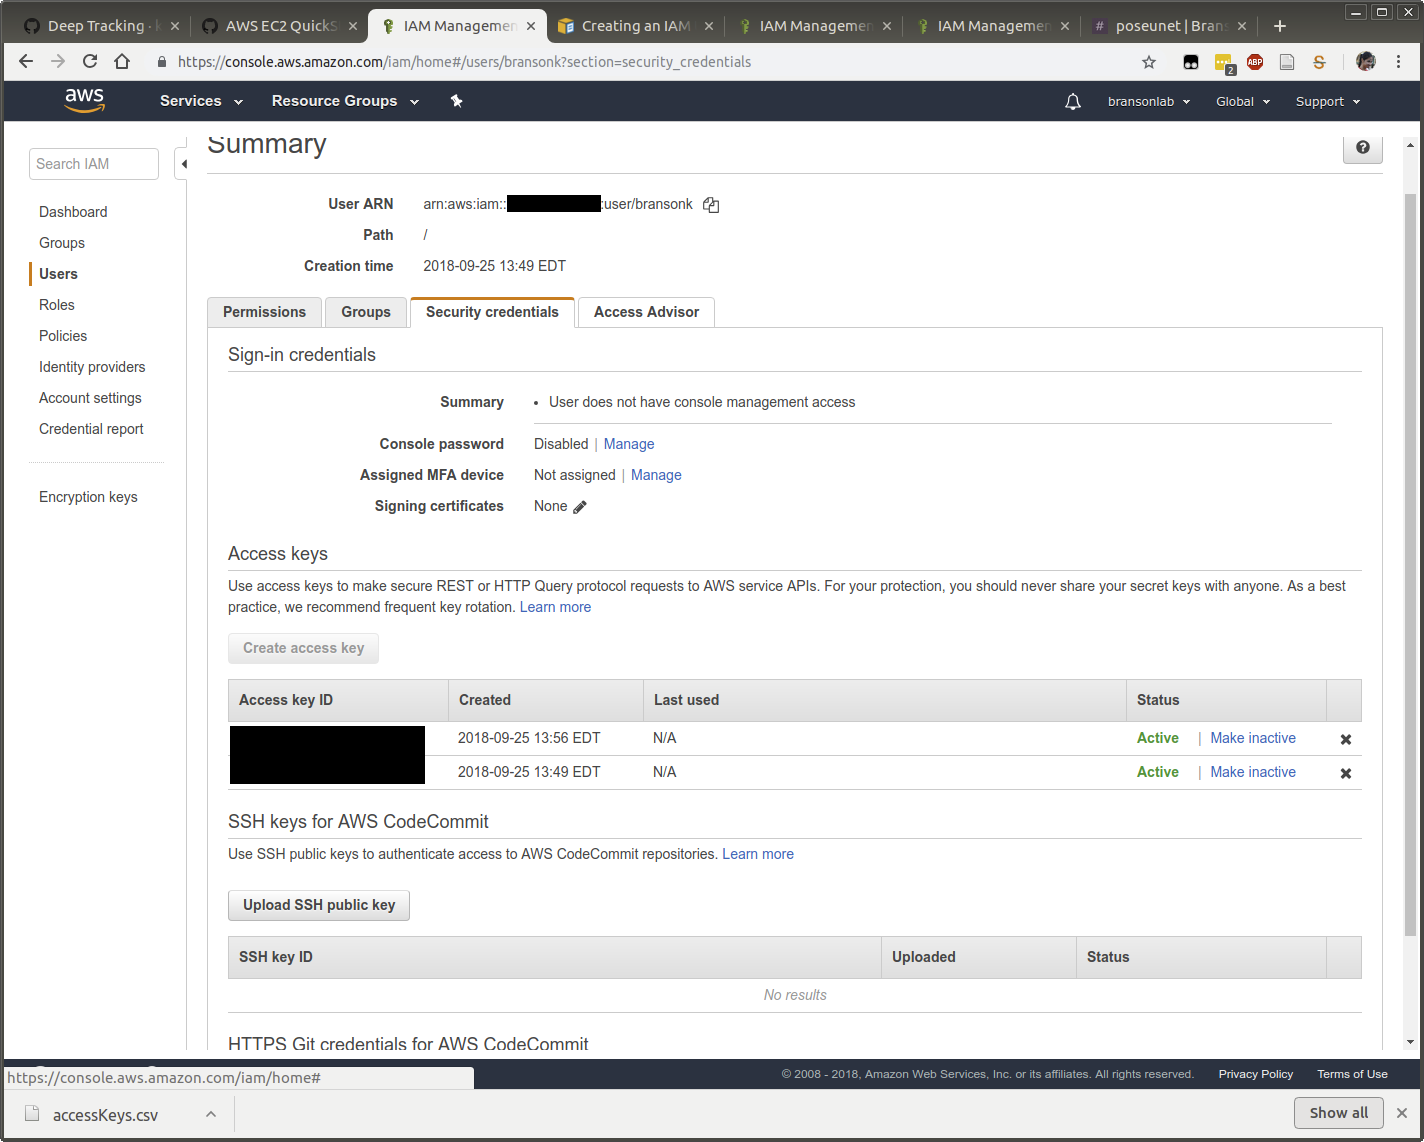 Deep Tracking · k
AWS EC2 QuickS
IAM Managemen
Creating an IAM
IAM Managemen
IAM Managemen
poseunet | Brans
https://console.aws.amazon.com/iam/home#/users/bransonk?section=security_credentials
2
ABP
S
aws
Services
Resource Groups
bransonlab
Global
Support
Search IAM
Dashboard
Groups
Users
Roles
Policies
Identity providers
Account settings
Credential report
Encryption keys
Summary
?
User ARN arn:aws:iam:: :user/bransonk
Path /
Creation time 2018-09-25 13:49 EDT
Permissions Groups Security credentials Access Advisor
Sign-in credentials
Summary • User does not have console management access
Console password Disabled | Manage
Assigned MFA device Not assigned | Manage
Signing certificates None
Access keys
Use access keys to make secure REST or HTTP Query protocol requests to AWS service APIs. For your protection, you should never share your secret keys with anyone. As a best
practice, we recommend frequent key rotation. Learn more
Create access key
Access key ID Created Last used Status
2018-09-25 13:56 EDT N/A Active | Make inactive
2018-09-25 13:49 EDT N/A Active | Make inactive
SSH keys for AWS CodeCommit
Use SSH public keys to authenticate access to AWS CodeCommit repositories. Learn more
Upload SSH public key
SSH key ID Uploaded Status
No results
HTTPS Git credentials for AWS CodeCommit
https://console.aws.amazon.com/iam/home#
© 2008 - 2018, Amazon Web Services, Inc. or its affiliates. All rights reserved. Privacy Policy Terms of Use
accessKeys.csv
Show all